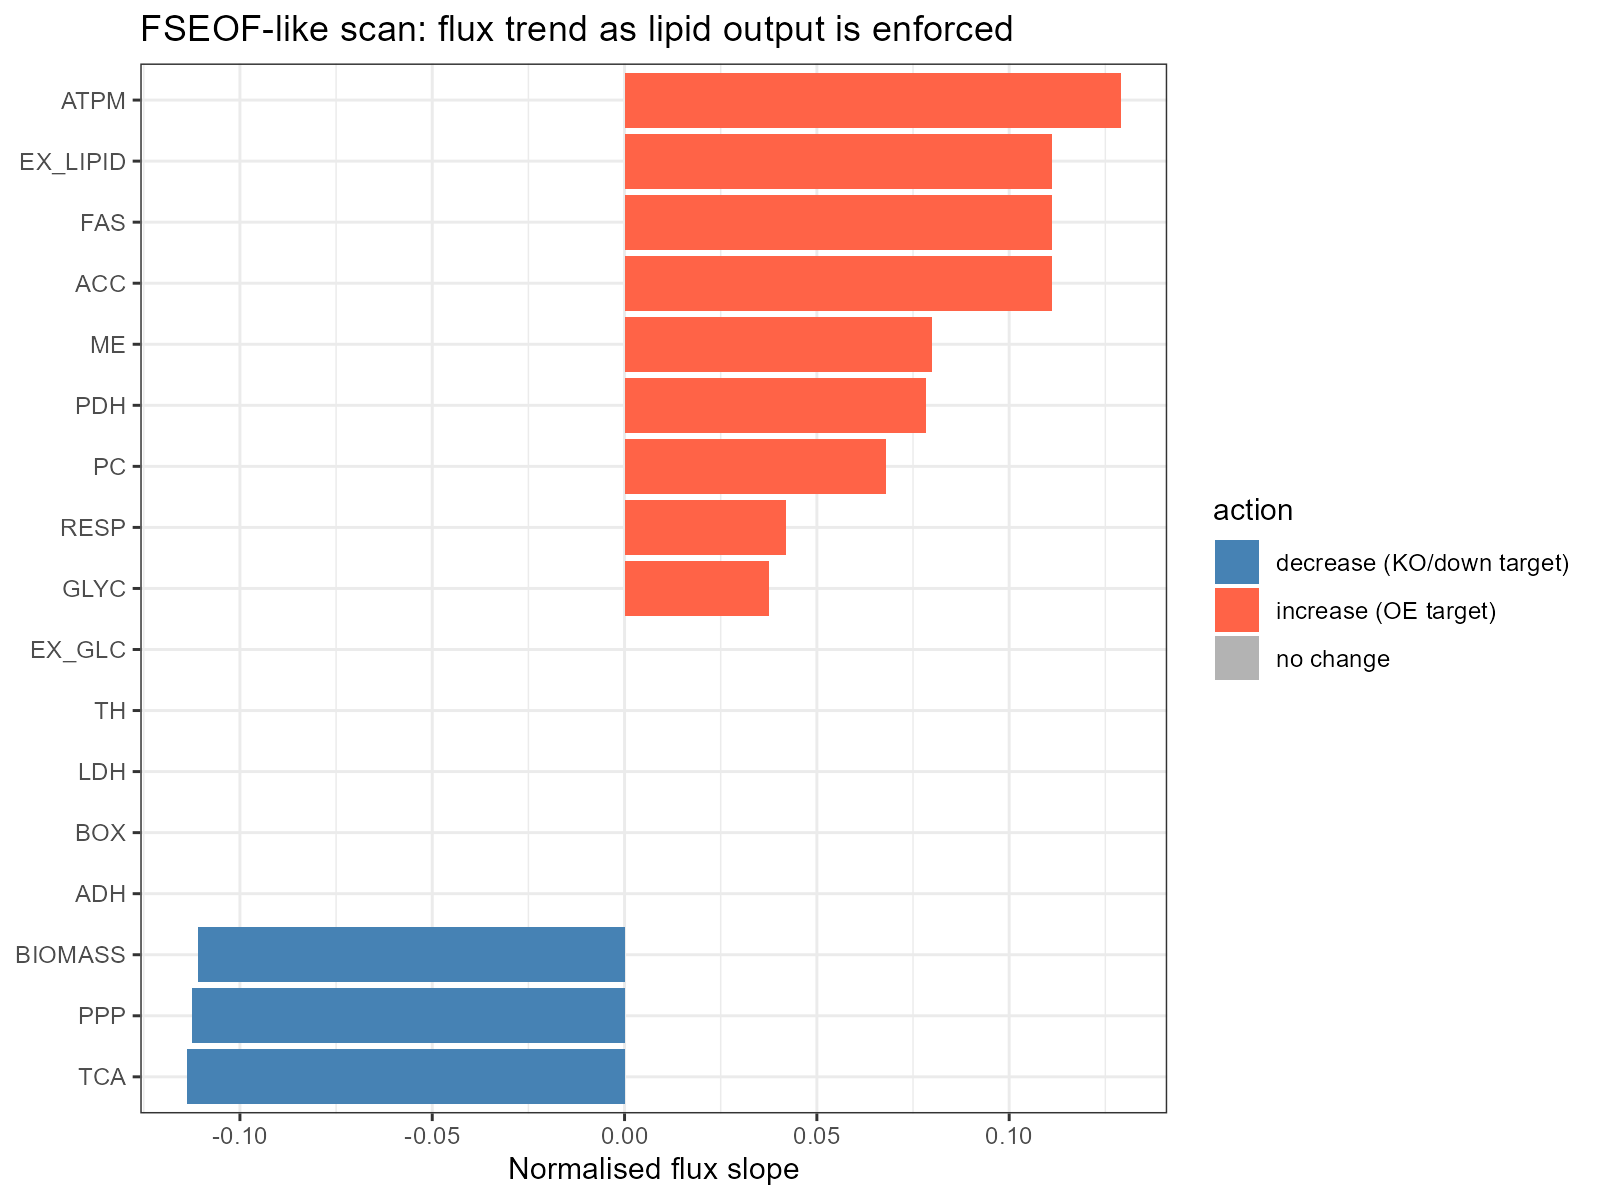 FSEOF-like scan: flux trend as lipid output is enforced
ATPM
EX_LIPID
FAS
ACC
ME
PDH
PC
RESP
GLYC
EX_GLC
TH
LDH
BOX
ADH
BIOMASS
PPP
TCA
-0.10
-0.05
0.00
0.05
0.10
Normalised flux slope
action
decrease (KO/down target)
increase (OE target)
no change